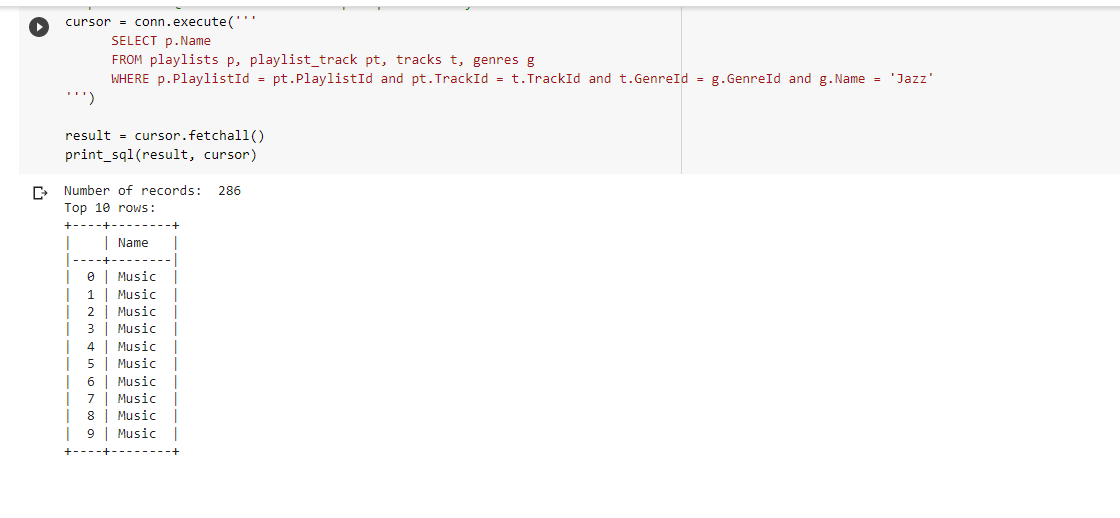 cursor = conn.execute('''
SELECT p.Name
FROM playlists p, playlist_track pt, tracks t, genres g
WHERE p.PlaylistId = pt.PlaylistId and pt.TrackId = t.TrackId and t.GenreId = g.GenreId and g.Name = 'Jazz'
''')
result = cursor.fetchall()
print_sql(result, cursor)
Number of records:  286
Top 10 rows:
+----+--------+
|    | Name   |
|----+--------|
|  0 | Music  |
|  1 | Music  |
|  2 | Music  |
|  3 | Music  |
|  4 | Music  |
|  5 | Music  |
|  6 | Music  |
|  7 | Music  |
|  8 | Music  |
|  9 | Music  |
+----+--------+